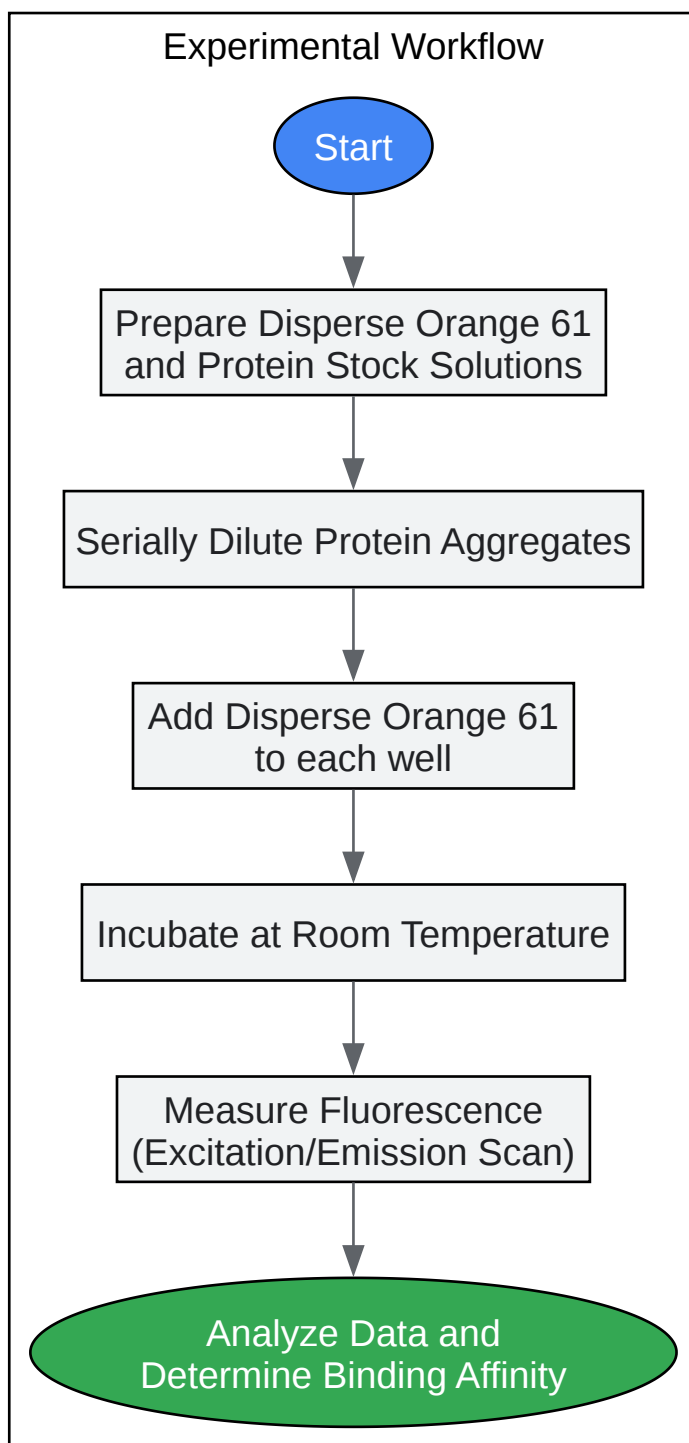 Experimental Workflow
Start
Prepare Disperse Orange 61
and Protein Stock Solutions
Serially Dilute Protein Aggregates
Add Disperse Orange 61
to each well
Incubate at Room Temperature
Measure Fluorescence
(Excitation/Emission Scan)
Analyze Data and
Determine Binding Affinity